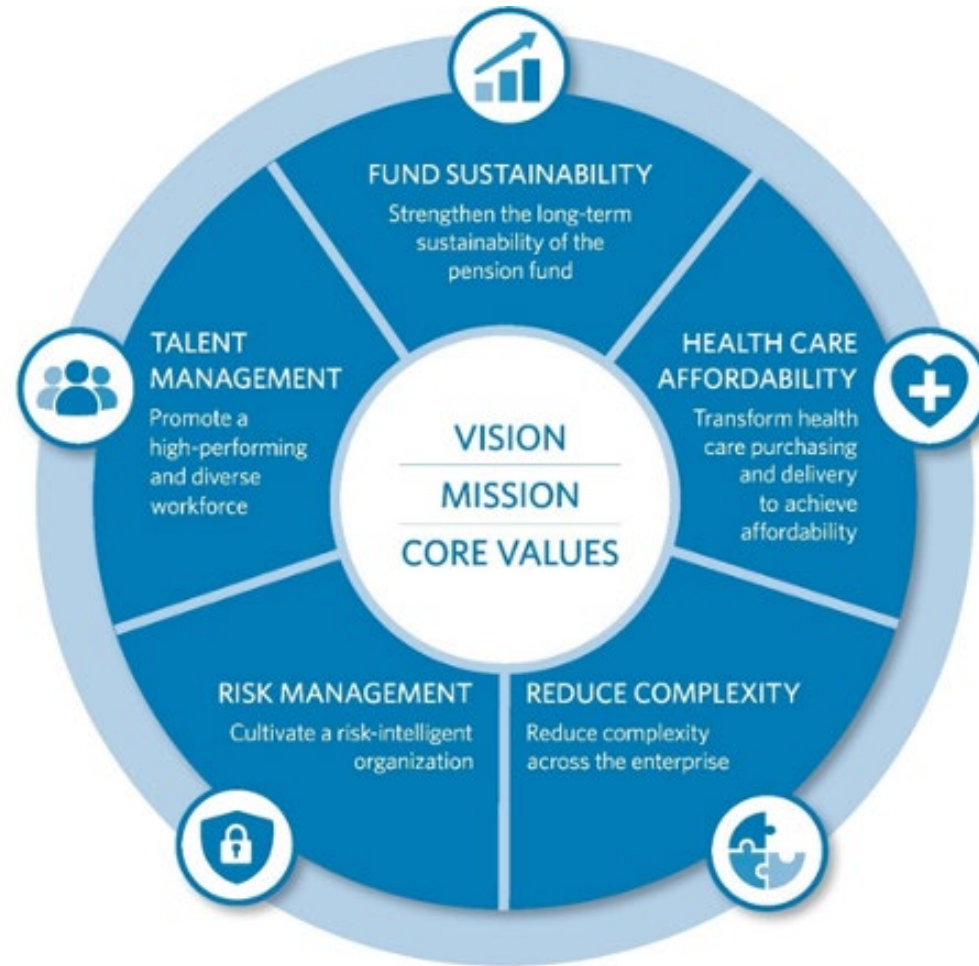 FUND SUSTAINABILITY
Strengthen the long-term
sustainability of the
pension fund
HEALTH CARE
AFFORDABILITY
Transform health
care purchasing
and delivery
to achieve
affordability
REDUCE COMPLEXITY
Reduce complexity
across the enterprise
RISK MANAGEMENT
Cultivate a risk-intelligent
organization
TALENT
MANAGEMENT
Promote a
high-performing
and diverse
workforce
VISION
MISSION
CORE VALUES